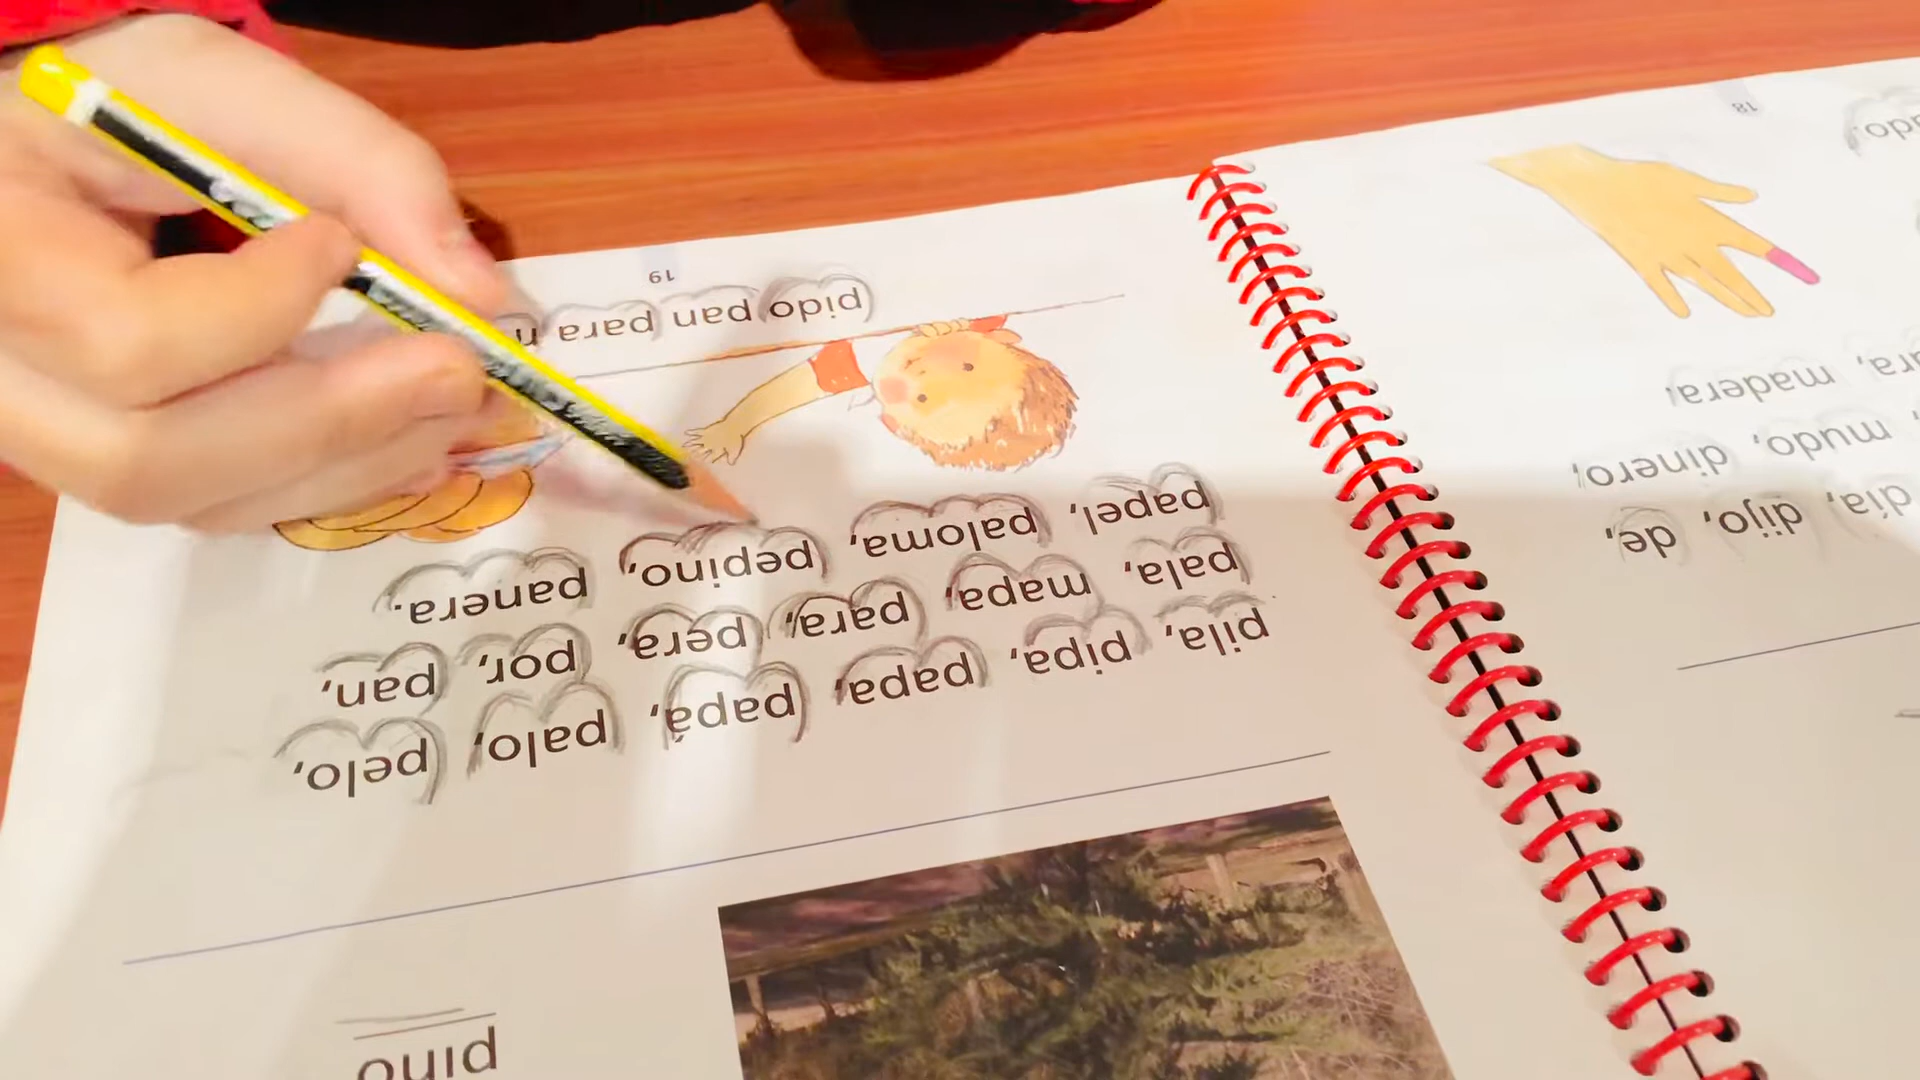 día, dijo, de,
mudo, dinero,
madera.
18
pino
pila, pipa, papa, papá, palo, pelo,
pala, mapa, para, pera, por, pan,
papel, paloma, pepino, panera.
pido pan para
19